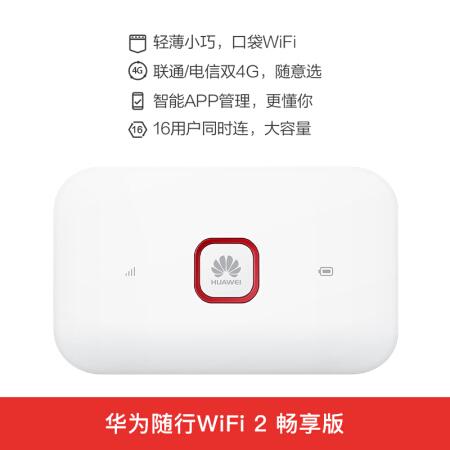 轻薄小巧，口袋WiFi
4G 联通/电信双4G，随意选
智能APP管理，更懂你
16 16用户同时连，大容量
HUAWEI
华为随行WiFi 2 畅享版